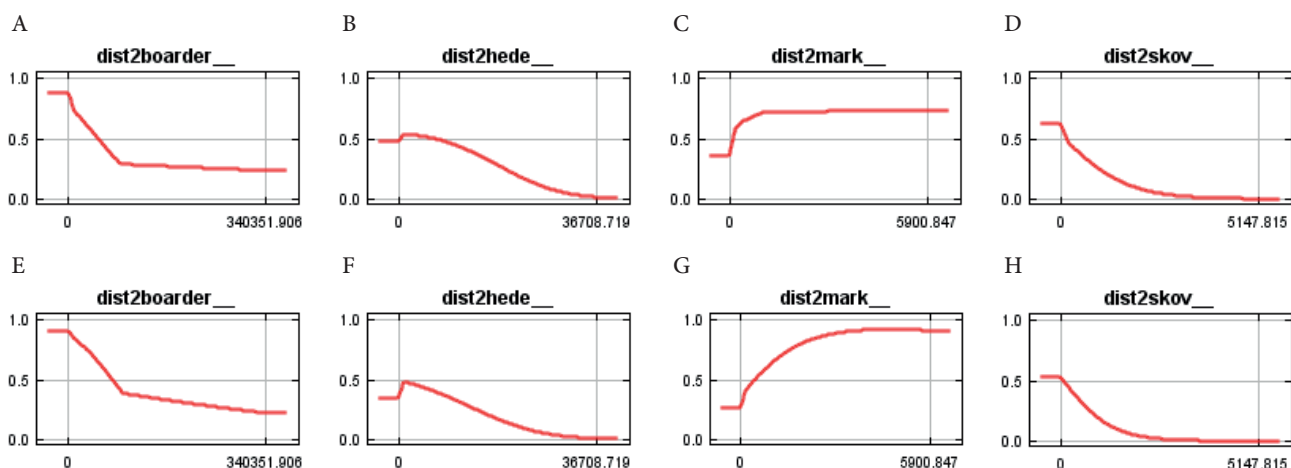 A B C D
dist2boarder__ dist2hede__ dist2mark__ dist2skov__
1.0 1.0 1.0 1.0
0.5 0.5 0.5 0.5
0.0 0.0 0.0 0.0
0 340351.906 0 36708.719 0 5900.847 0 5147.815
E F G H
dist2boarder__ dist2hede__ dist2mark__ dist2skov__
1.0 1.0 1.0 1.0
0.5 0.5 0.5 0.5
0.0 0.0 0.0 0.0
0 340351.906 0 36708.719 0 5900.847 0 5147.815